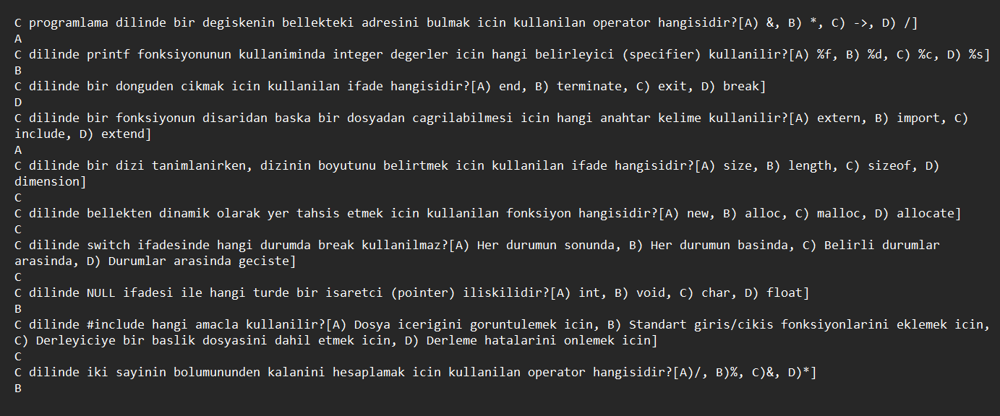 C programlama dilinde bir degiskenin bellekteki adresini bulmak icin kullanilan operator hangisidir?[A) &, B) *, C) ->, D) /]
A
C dilinde printf fonksiyonunun kullaniminda integer degerler icin hangi belirleyici (specifier) kullanilir?[A) %f, B) %d, C) %c, D) %s]
B
C dilinde bir donguden cikmak icin kullanilan ifade hangisidir?[A) end, B) terminate, C) exit, D) break]
D
C dilinde bir fonksiyonun disaridan baska bir dosyadan cagrilabilmesi icin hangi anahtar kelime kullanilir?[A) extern, B) import, C)
include, D) extend]
A
C dilinde bir dizi tanimlanirken, dizinin boyutunu belirtmek icin kullanilan ifade hangisidir?[A) size, B) length, C) sizeof, D)
dimension]
C
C dilinde bellekten dinamik olarak yer tahsis etmek icin kullanilan fonksiyon hangisidir?[A) new, B) alloc, C) malloc, D) allocate]
C
C dilinde switch ifadesinde hangi durumda break kullanilmaz?[A) Her durumun sonunda, B) Her durumun basinda, C) Belirli durumlar
arasinda, D) Durumlar arasinda geciste]
C
C dilinde NULL ifadesi ile hangi turde bir isaretci (pointer) iliskilidir?[A) int, B) void, C) char, D) float]
B
C dilinde #include hangi amacla kullanilir?[A) Dosya icerigini goruntulemek icin, B) Standart giris/cikis fonksiyonlarini eklemek icin,
C) Derleyiciye bir baslik dosyasini dahil etmek icin, D) Derleme hatalarini onlemek icin]
C
C dilinde iki sayinin bolumununden kalanini hesaplamak icin kullanilan operator hangisidir?[A)/, B)%, C)&, D)*]
B